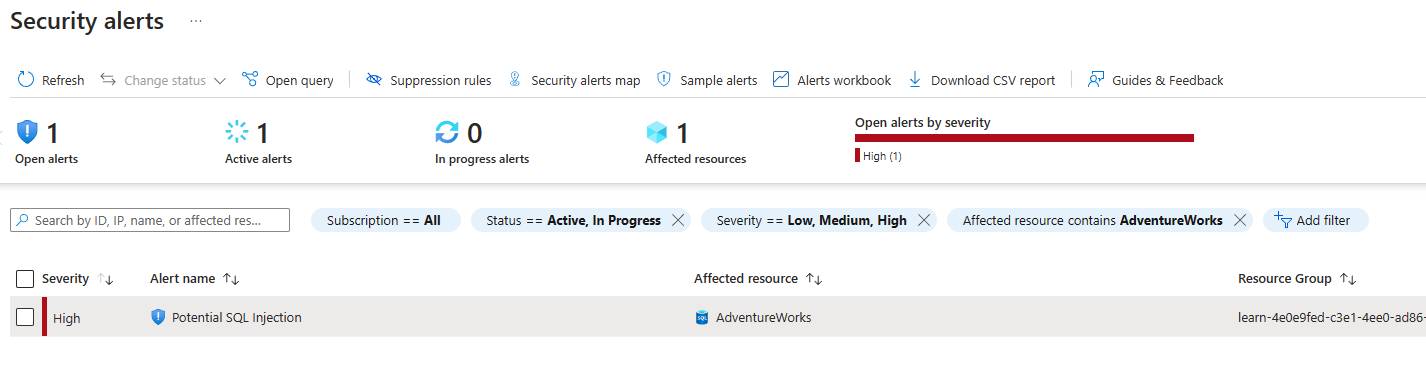 Security alerts ...
Refresh Change status Open query Suppression rules Security alerts map Sample alerts Alerts workbook Download CSV report Guides & Feedback
1 1 0 1 Open alerts by severity
Open alerts Active alerts In progress alerts Affected resources High (1)
Search by ID, IP, name, or affected res... Subscription == All Status == Active, In Progress Severity == Low, Medium, High Affected resource contains AdventureWorks Add filter
Severity Alert name Affected resource Resource Group
High Potential SQL Injection SQL AdventureWorks learn-4e0e9fed-c3e1-4ee0-ad86-